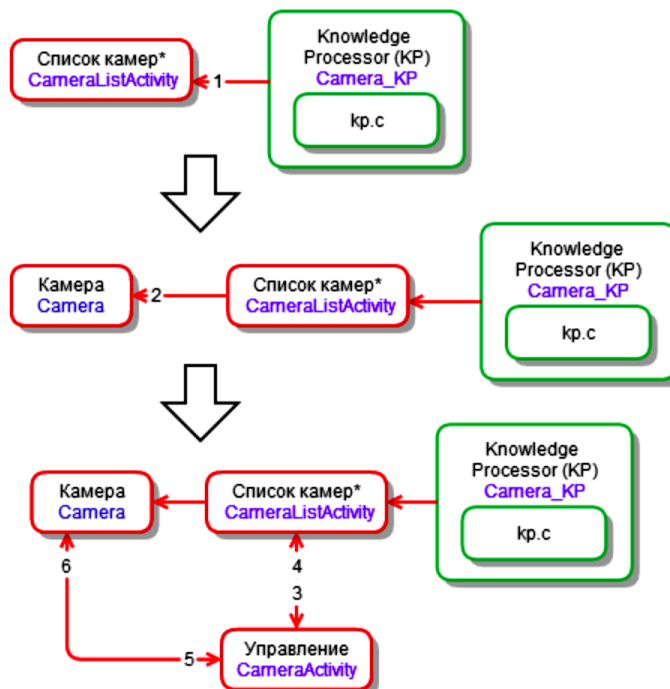 Список камер*
CameraListActivity
1
Knowledge
Processor (KP)
Camera_KP
kp.c
Камера
Camera
2
Список камер*
CameraListActivity
Knowledge
Processor (KP)
Camera_KP
kp.c
Камера
Camera
Список камер*
CameraListActivity
Knowledge
Processor (KP)
Camera_KP
kp.c
6
4
3
5
Управление
CameraActivity